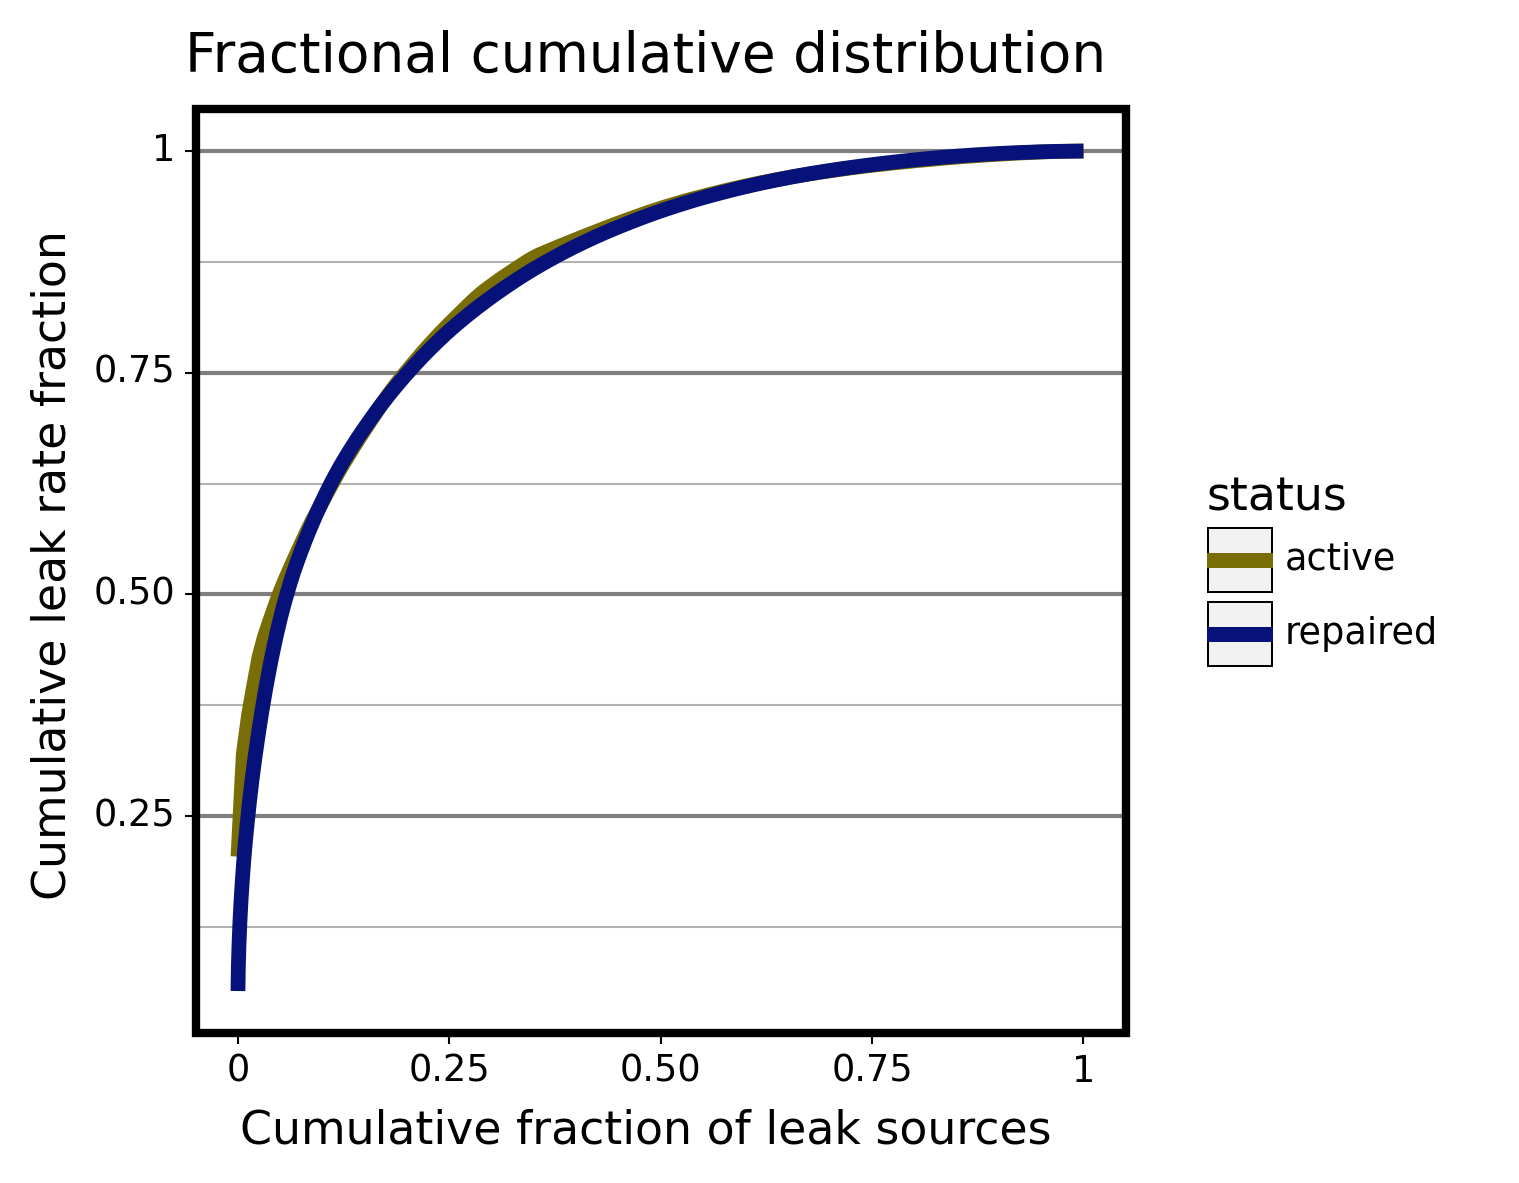 Fractional cumulative distribution
Cumulative leak rate fraction
1
0.75
0.50
0.25
0
0.25
0.50
0.75
1
Cumulative fraction of leak sources
status
active
repaired